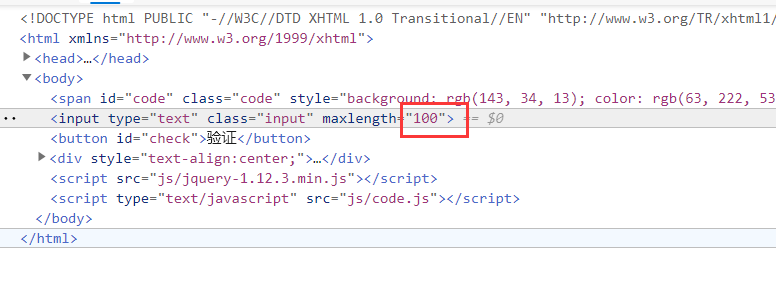 <!DOCTYPE html PUBLIC "-//W3C//DTD XHTML 1.0 Transitional//EN" "http://www.w3.org/TR/xhtml1/
<html xmlns="http://www.w3.org/1999/xhtml">
<head>…</head>
<body>
<span id="code" class="code" style="background: rgb(143, 34, 13); color: rgb(63, 222, 53
<input type="text" class="input" maxlength="100"> == $0
<button id="check">验证</button>
<div style="text-align:center;">…</div>
<script src="js/jquery-1.12.3.min.js"></script>
<script type="text/javascript" src="js/code.js"></script>
</body>
</html>